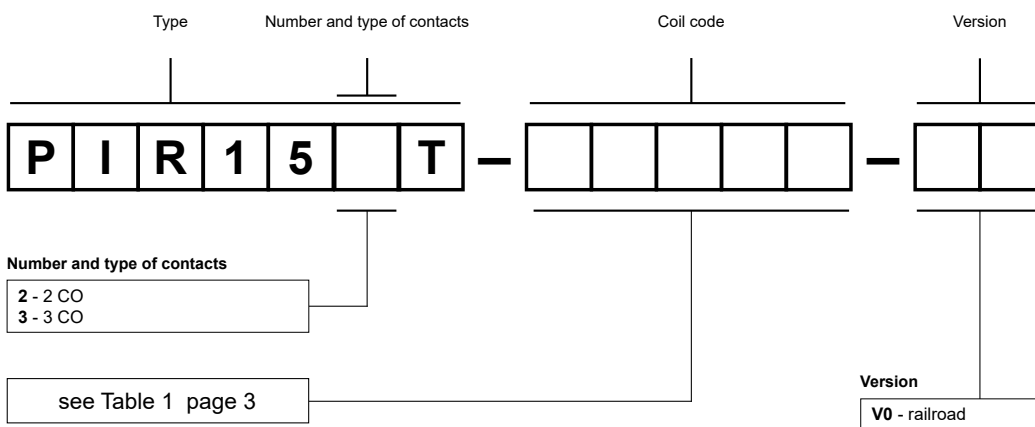 Type Number and type of contacts Coil code Version
P I R 1 5 T – –
Number and type of contacts
2 - 2 CO
3 - 3 CO
see Table 1 page 3
Version
V0 - railroad